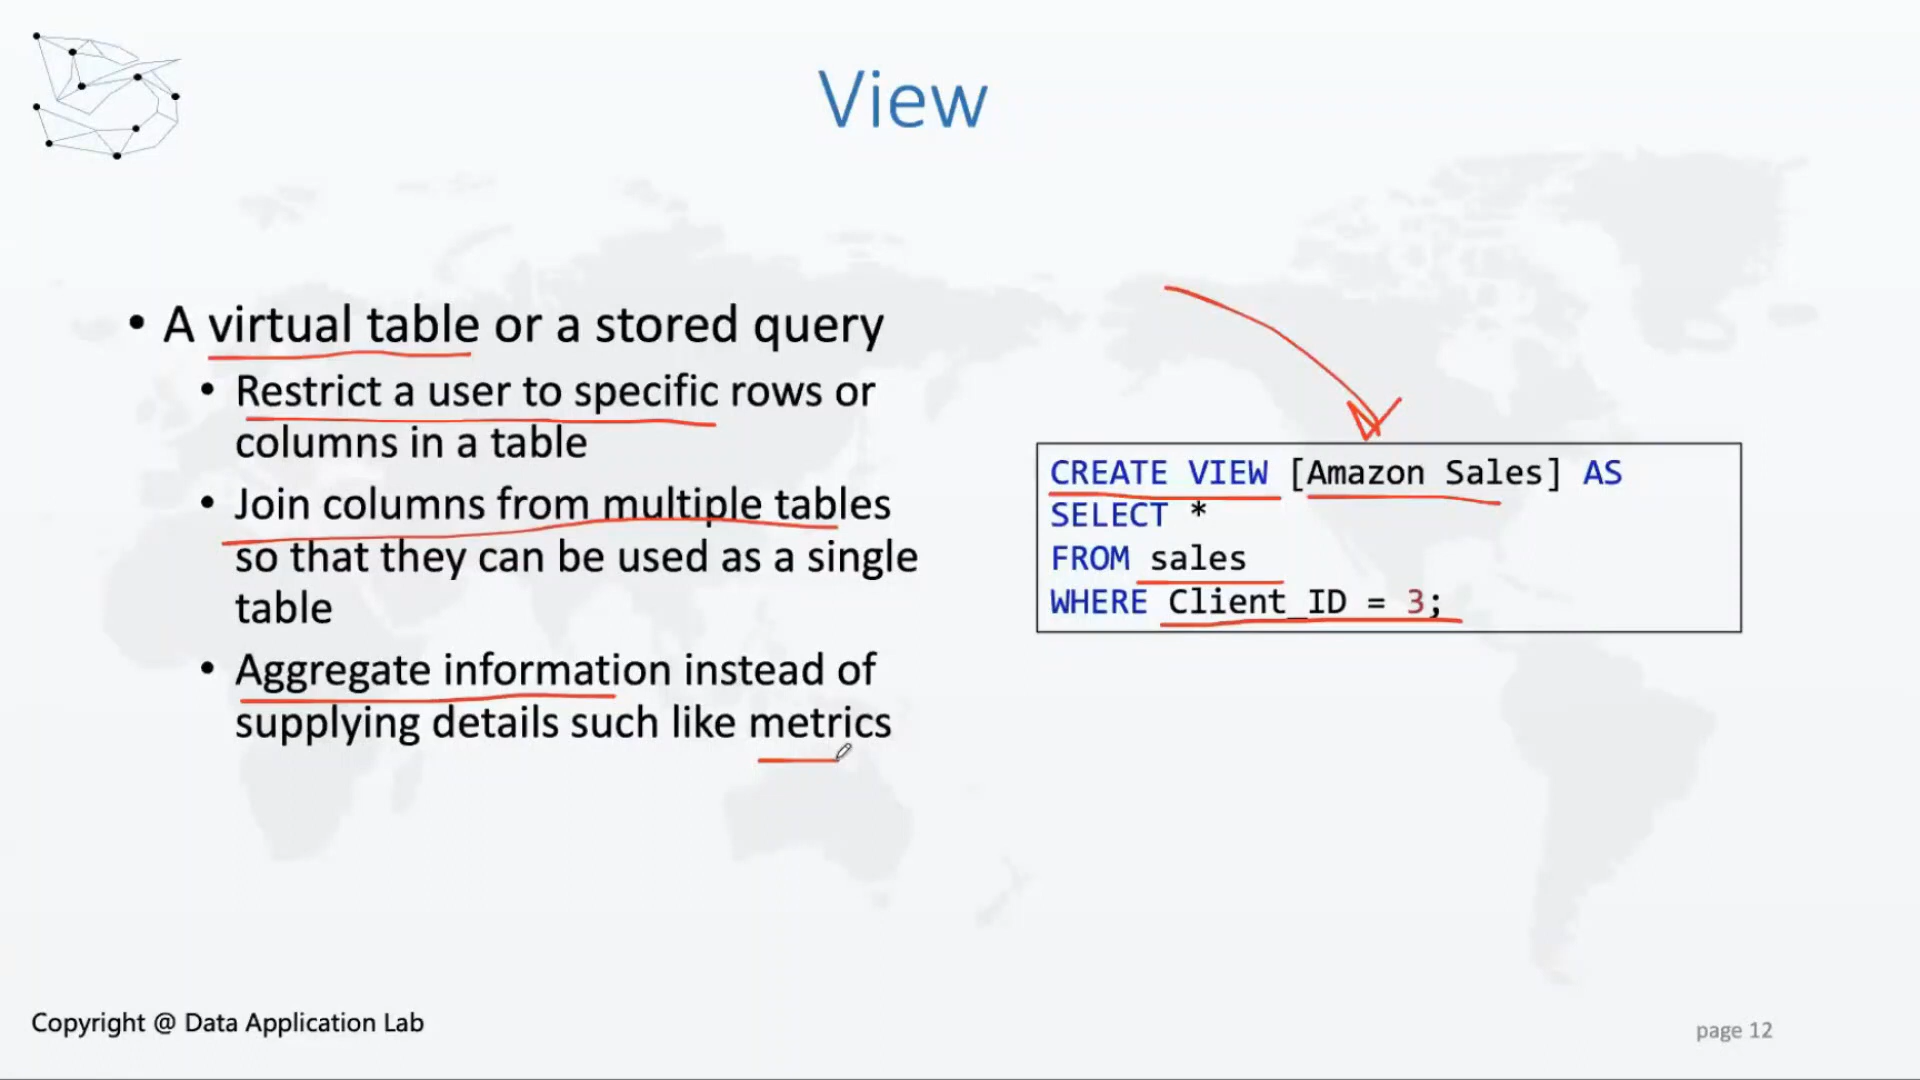 View
• A virtual table or a stored query
• Restrict a user to specific rows or
columns in a table
• Join columns from multiple tables
so that they can be used as a single
table
• Aggregate information instead of
supplying details such like metrics
CREATE VIEW [Amazon Sales] AS
SELECT *
FROM sales
WHERE Client_ID = 3;
Copyright @ Data Application Lab
page 12